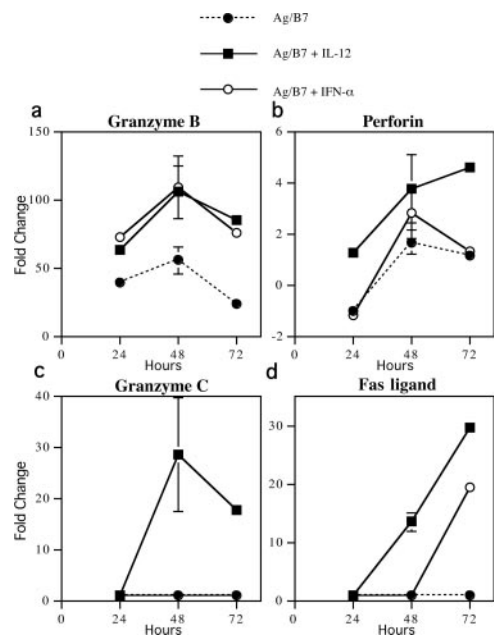 Ag/B7
Ag/B7 + IL-12
Ag/B7 + IFN-α
a
Granzyme B
150
100
50
0
Fold Change
0
24
48
72
Hours
b
Perforin
6
4
2
0
-2
0
24
48
72
Hours
c
Granzyme C
40
30
20
10
0
Fold Change
0
24
48
72
Hours
d
Fas ligand
30
20
10
0
0
24
48
72
Hours